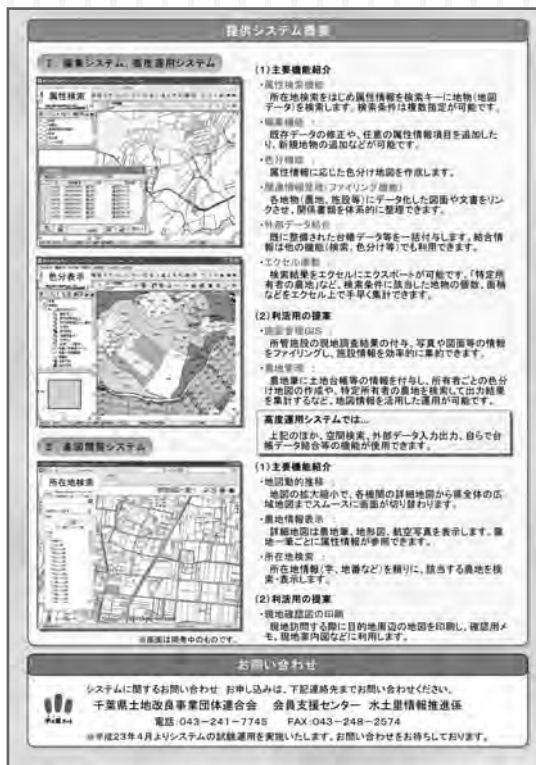 提供システム概要
Ⅰ 編集システム、高度運用システム
属性検索
色分表示
(1)主要機能紹介
・属性検索機能
所在地検索をはじめ属性情報を検索キーに地物(地図
データ)を検索します。検索条件は複数指定が可能です。
・編集機能:
既存データの修正や、任意の属性情報項目を追加した
り、新規地物の追加などが可能です。
・色分機能:
属性情報に応じた色分け地図を作成します。
・関連情報管理(ファイリング機能)
各地物(農地、施設等)にデータ化した図面や文書をリン
クさせ、関係書類を体系的に整理できます。
・外部データ結合
既に整備された台帳データ等を一括付与します。結合情
報は他の機能(検索、色分け等)でも利用できます。
・エクセル連動
検索結果をエクセルにエクスポートが可能です。「特定所
有者の農地」など、検索条件に該当した地物の個数、面積
などをエクセル上で手早く集計できます。
(2)利活用の提案
・施設管理GIS:
所管施設の現地調査結果の付与、写真や図面等の情報
をファイリングし、施設情報を効率的に集約できます。
・農地管理:
農地筆に土地台帳等の情報を付与し、所有者ごとの色分
け地図の作成や、特定所有者の農地を検索して出力結果
を集計するなど、地図情報を活用した運用が可能です。
高度運用システムでは…
上記のほか、空間検索、外部データ入力出力、自らで台
帳データ結合等の機能が使用できます。
Ⅱ 基図閲覧システム
所在地検索
※画面は開発中のものです。
(1)主要機能紹介
・地図動的推移
地図の拡大縮小で、各機関の詳細地図から県全体の広
域地図までスムースに画面が切り替わります。
・農地情報表示:
詳細地図は農地筆、地形図、航空写真を表示します。農
地一筆ごとに属性情報が参照できます。
・所在地検索:
所在地情報(字、地番など)を頼りに、該当する農地を検
索・表示します。
(2)利活用の提案
・現地確認図の印刷
現地訪問する際に目的地周辺の地図を印刷し、確認用メ
モ、現地案内図などに利用します。
お問い合わせ
システムに関するお問い合わせ お申し込みは、下記連絡先までお問い合わせください。
千葉県土地改良事業団体連合会 会員支援センター 水土里情報推進係
電話:043-241-7745 FAX:043-248-2574
※平成23年4月よりシステムの試験運用を実施いたします。お問い合わせをお待ちしております。